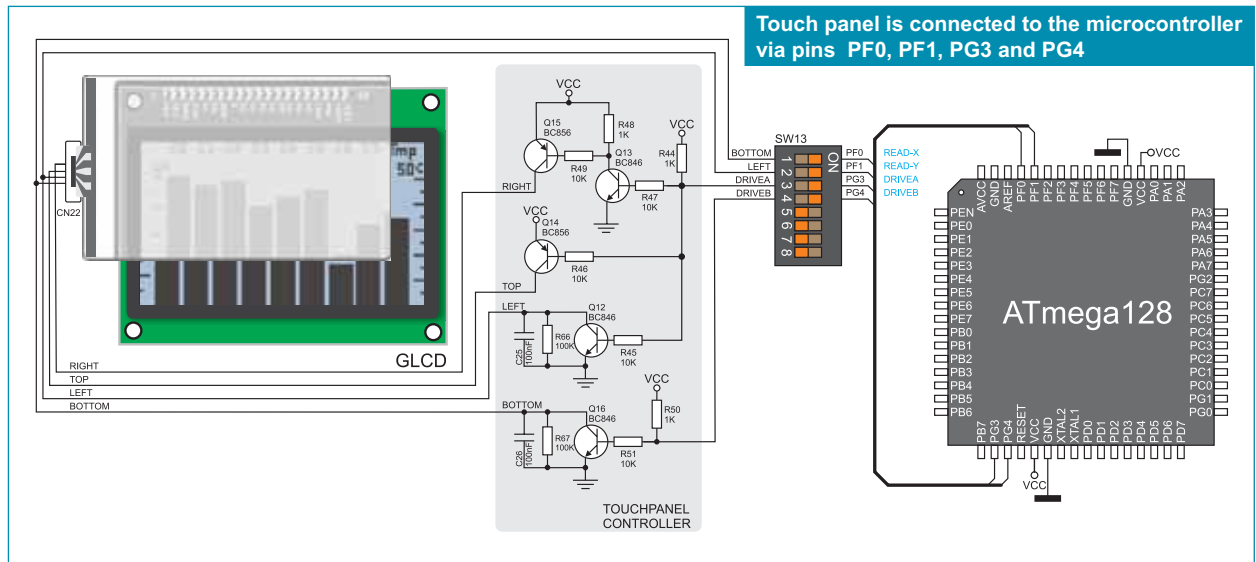 Touch panel is connected to the microcontroller
via pins PF0, PF1, PG3 and PG4
VCC
Q15
BC856
R48
1K
Q13
BC846
R49
10K
VCC
R44
1K
RIGHT
R47
10K
VCC
Q14
BC856
R46
10K
TOP
LEFT
Q12
BC846
C25
100nF
R66
100K
R45
10K
VCC
R50
1K
BOTTOM
Q16
BC846
C26
100nF
R67
100K
R51
10K
TOUCHPANEL
CONTROLLER
CN22
50C
GLCD
RIGHT
TOP
LEFT
BOTTOM
SW13
ON
1
2
3
4
5
6
7
8
BOTTOM PF0 READ-X
LEFT PF1 READ-Y
DRIVEA PG3 DRIVEA
DRIVEB PG4 DRIVEB
VCC
AVCC
GND
AREF
PF0
PF1
PF2
PF3
PF4
PF5
PF6
PF7
GND
VCC
PA0
PA1
PA2
PEN
PE0
PE1
PE2
PE3
PE4
PE5
PE6
PE7
PB0
PB1
PB2
PB3
PB4
PB5
PB6
ATmega128
PA3
PA4
PA5
PA6
PA7
PG2
PC7
PC6
PC5
PC4
PC3
PC2
PC1
PC0
PG1
PG0
PB7
PG3
PG4
RESET
VCC
GND
XTAL2
XTAL1
PD0
PD1
PD2
PD3
PD4
PD5
PD6
PD7
VCC